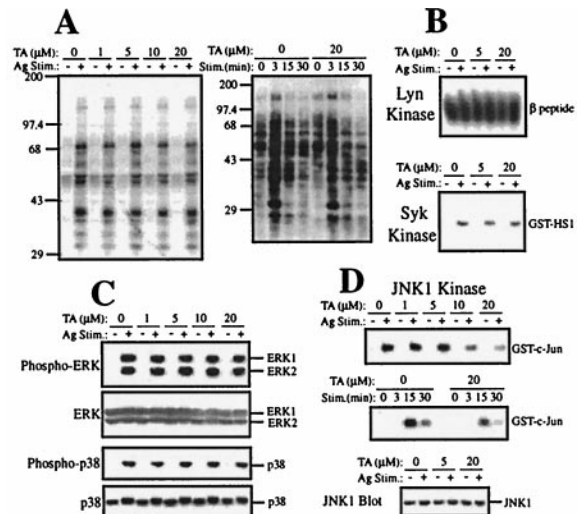 A
TA (µM): 0 1 5 10 20
Ag Stim.: - + - + - + - + - +
200
97.4
68
43
29
TA (µM): 0 20
Stim.(min) 0 3 15 30 0 3 15 30
200
97.4
68
43
29
B
TA (µM): 0 5 20
Ag Stim.: - + - + - +
Lyn
Kinase
β peptide
TA (µM): 0 5 20
Ag Stim.: - + - + - +
Syk
Kinase
GST-HS1
C
TA (µM): 0 1 5 10 20
Ag Stim.: - + - + - + - + - +
Phospho-ERK
ERK1
ERK2
ERK
ERK1
ERK2
Phospho-p38
p38
p38
p38
D
JNK1 Kinase
TA (µM): 0 1 5 10 20
Ag Stim.: - + - + - + - + - +
GST-c-Jun
TA (µM): 0 20
Stim.(min) 0 3 15 30 0 3 15 30
GST-c-Jun
TA (µM): 0 5 20
Ag Stim.: - + - + - +
JNK1 Blot
JNK1